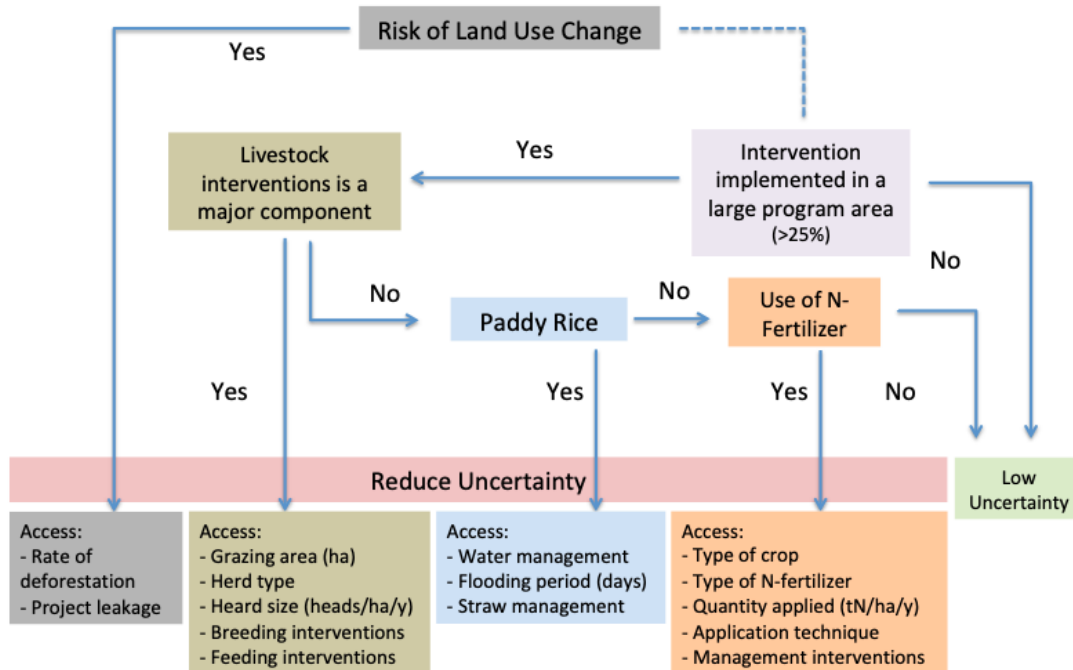 Risk of Land Use Change
Yes
Livestock
interventions is a
major component
Yes
Intervention
implemented in a
large program area
(>25%)
No
No
Paddy Rice
No
Use of N-
Fertilizer
Yes
Yes
Yes
No
Reduce Uncertainty
Low
Uncertainty
Access:
- Rate of
deforestation
- Project leakage
Access:
- Grazing area (ha)
- Herd type
- Heard size (heads/ha/y)
- Breeding interventions
- Feeding interventions
Access:
- Water management
- Flooding period (days)
- Straw management
Access:
- Type of crop
- Type of N-fertilizer
- Quantity applied (tN/ha/y)
- Application technique
- Management interventions